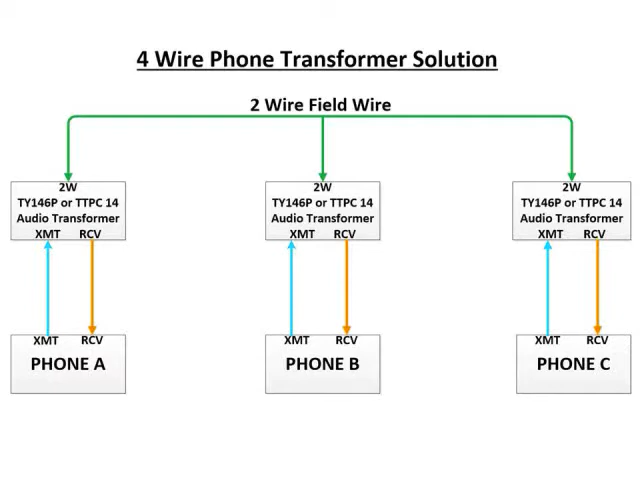 4 Wire Phone Transformer Solution
2 Wire Field Wire
2W
TY146P or TTPC 14
Audio Transformer
XMT RCV
2W
TY146P or TTPC 14
Audio Transformer
XMT RCV
2W
TY146P or TTPC 14
Audio Transformer
XMT RCV
XMT RCV
PHONE A
XMT RCV
PHONE B
XMT RCV
PHONE C